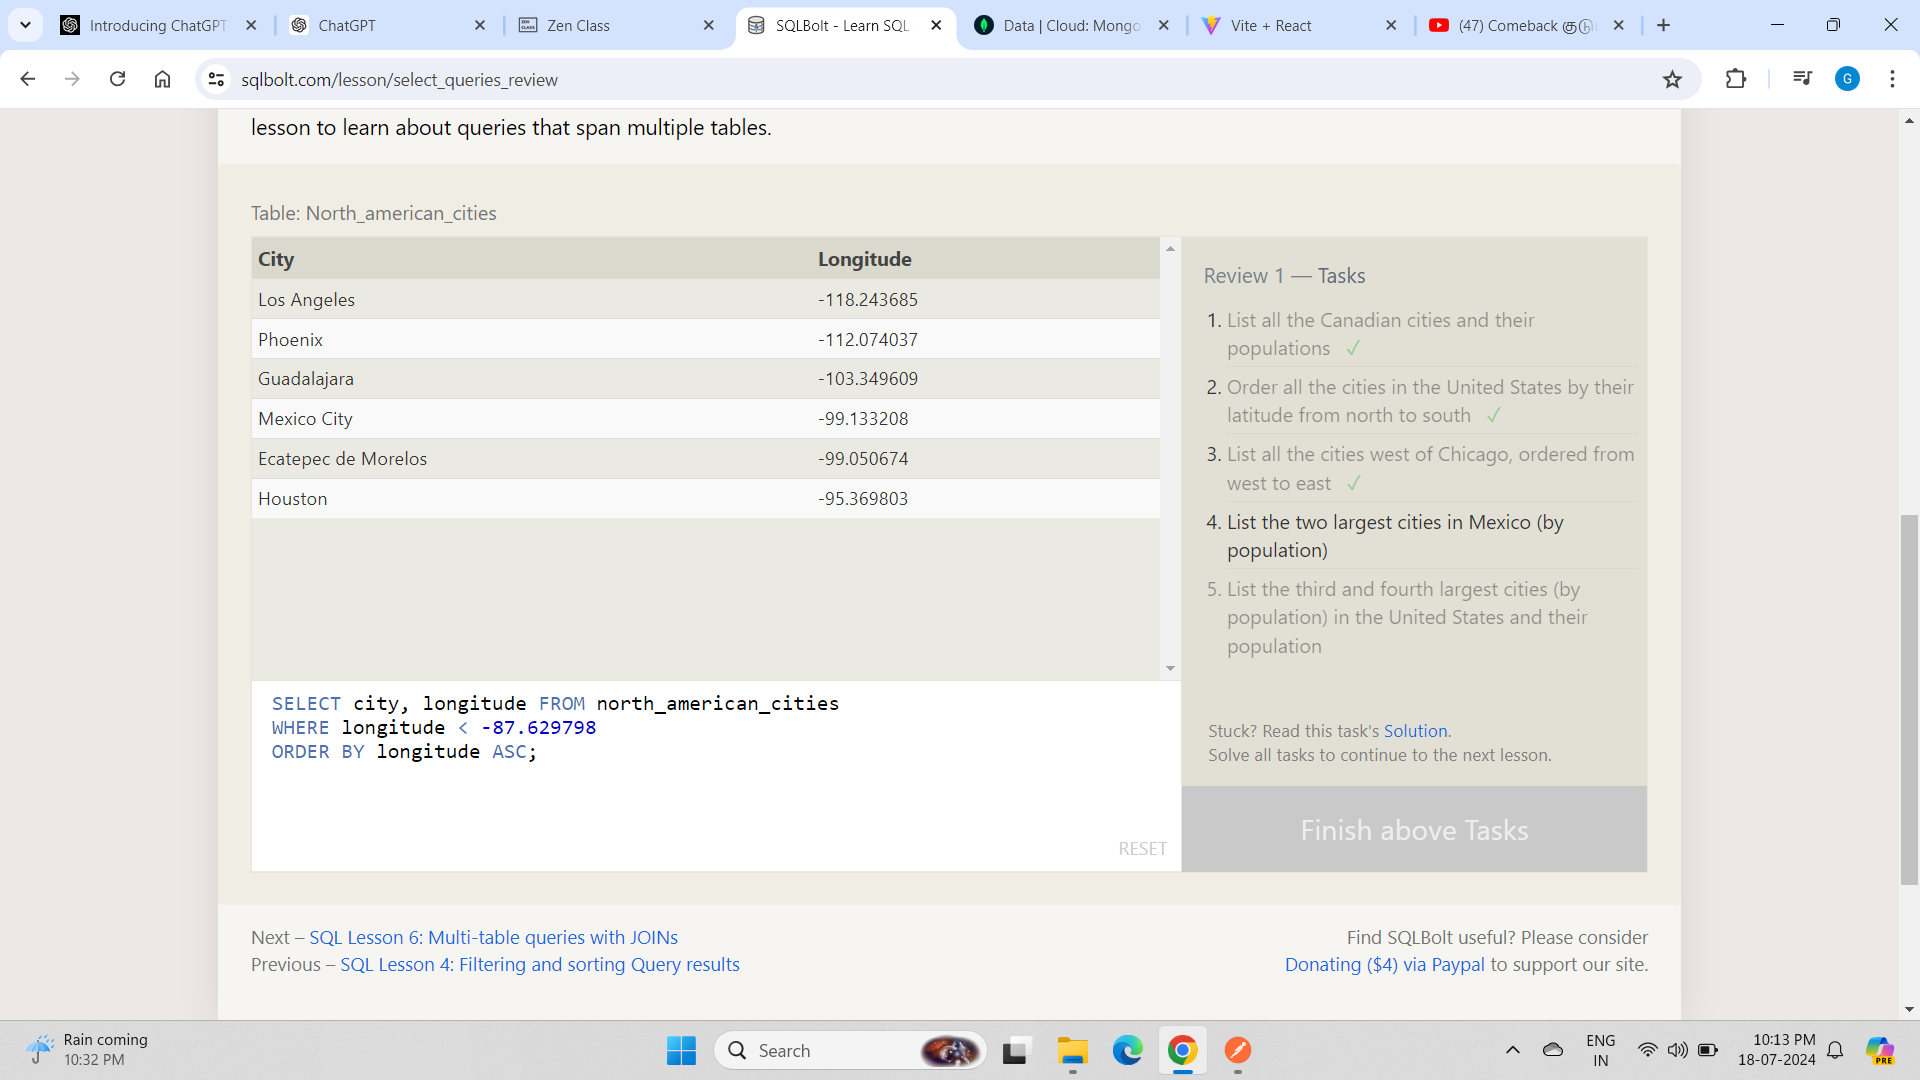 Introducing ChatGPT
ChatGPT
Zen Class
SQLBolt - Learn SQL
Data | Cloud: Mongo
Vite + React
(47) Comeback
sqlbolt.com/lesson/select_queries_review
G
lesson to learn about queries that span multiple tables.
Table: North_american_cities
City Longitude
Los Angeles -118.243685
Phoenix -112.074037
Guadalajara -103.349609
Mexico City -99.133208
Ecatepec de Morelos -99.050674
Houston -95.369803
SELECT city, longitude FROM north_american_cities
WHERE longitude < -87.629798
ORDER BY longitude ASC;
RESET
Review 1 — Tasks
1. List all the Canadian cities and their
populations ✓
2. Order all the cities in the United States by their
latitude from north to south ✓
3. List all the cities west of Chicago, ordered from
west to east ✓
4. List the two largest cities in Mexico (by
population)
5. List the third and fourth largest cities (by
population) in the United States and their
population
Stuck? Read this task's Solution.
Solve all tasks to continue to the next lesson.
Finish above Tasks
Next – SQL Lesson 6: Multi-table queries with JOINs
Previous – SQL Lesson 4: Filtering and sorting Query results
Find SQLBolt useful? Please consider
Donating ($4) via Paypal to support our site.
Rain coming
10:32 PM
Search
ENG
IN
10:13 PM
18-07-2024
PRE